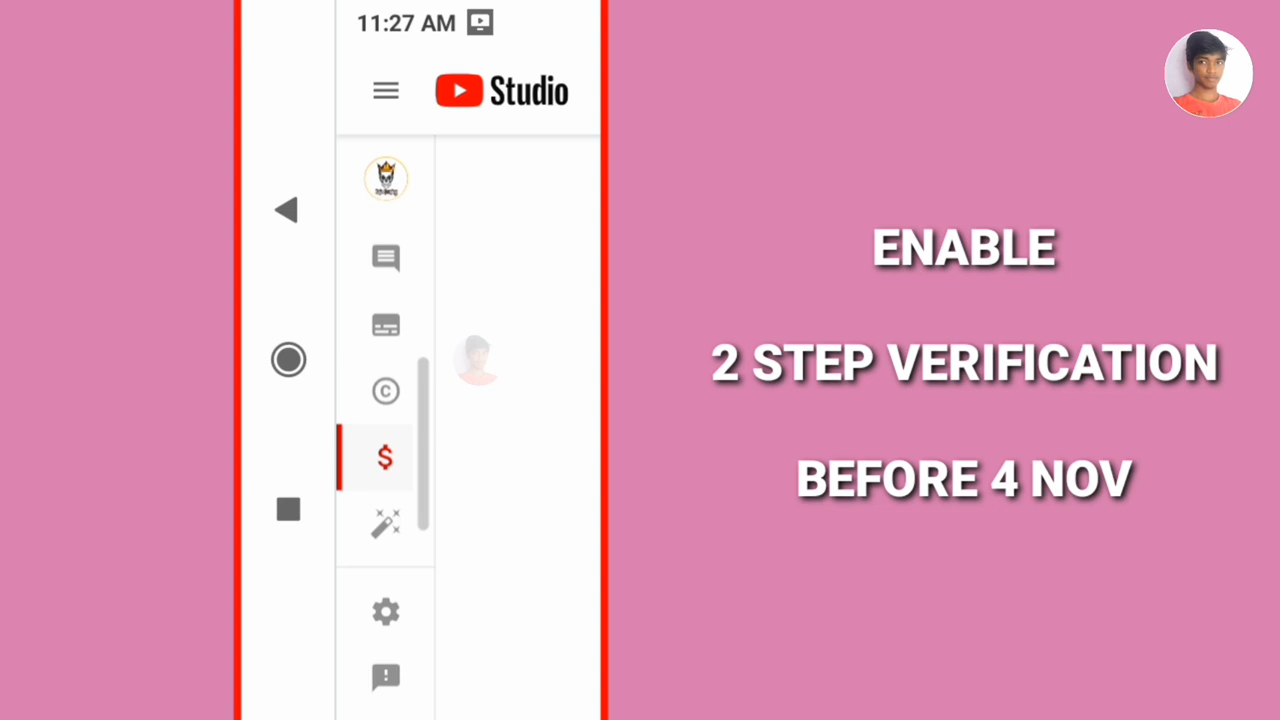 11:27 AM
Studio
$
ENABLE
2 STEP VERIFICATION
BEFORE 4 NOV